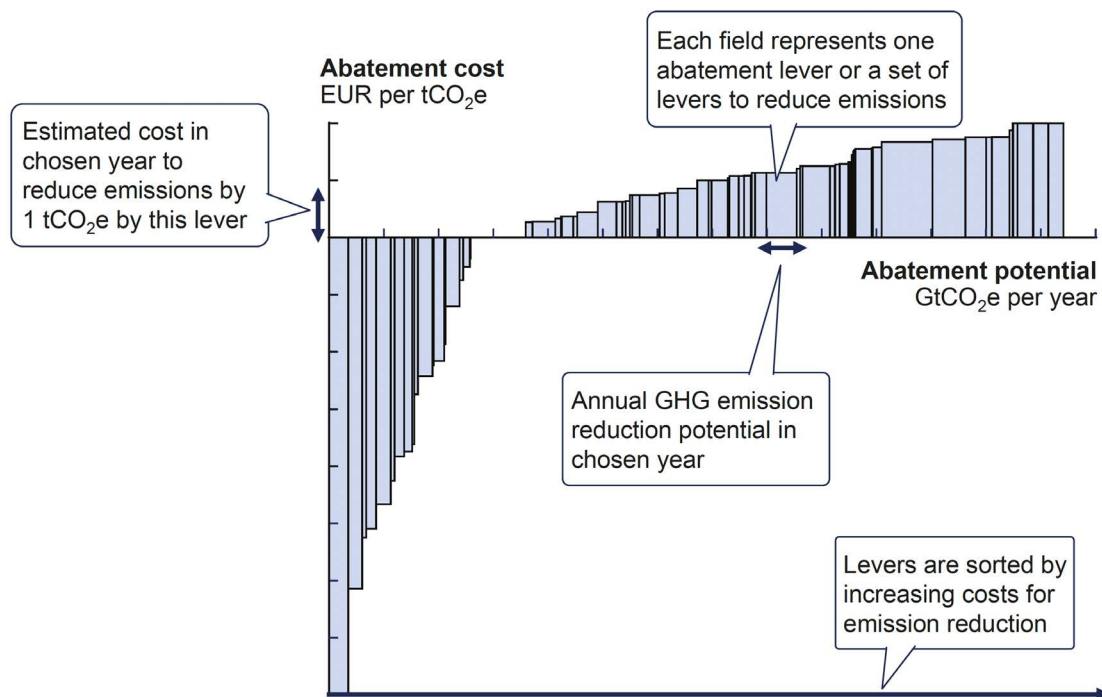 Abatement cost
EUR per tCO₂e
Estimated cost in
chosen year to
reduce emissions by
1 tCO₂e by this lever
Each field represents one
abatement lever or a set of
levers to reduce emissions
Abatement potential
GtCO₂e per year
Annual GHG emission
reduction potential in
chosen year
Levers are sorted by
increasing costs for
emission reduction